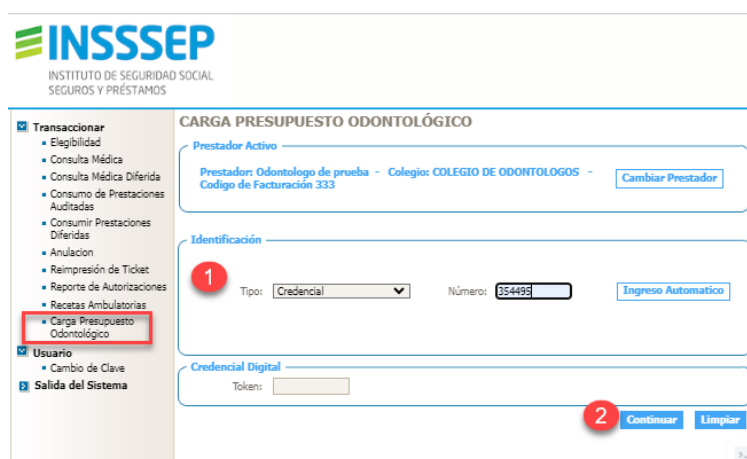 INSSSEP
INSTITUTO DE SEGURIDAD SOCIAL
SEGUROS Y PRÉSTAMOS
Transaccionar
Elegibilidad
Consulta Médica
Consulta Médica Diferida
Consumo de Prestaciones
Auditadas
Consumir Prestaciones
Diferidas
Anulacion
Reimpresión de Ticket
Reporte de Autorizaciones
Recetas Ambulatorias
Carga Presupuesto
Odontológico
Usuario
Cambio de Clave
Salida del Sistema
CARGA PRESUPUESTO ODONTOLÓGICO
Prestador Activo
Prestador: Odontologo de prueba - Colegio: COLEGIO DE ODONTOLOGOS -
Codigo de Facturación 333
Cambiar Prestador
Identificación
1
Tipo: Credencial Número: 354495 Ingreso Automatico
Credencial Digital
Token:
2 Continuar Limpiar